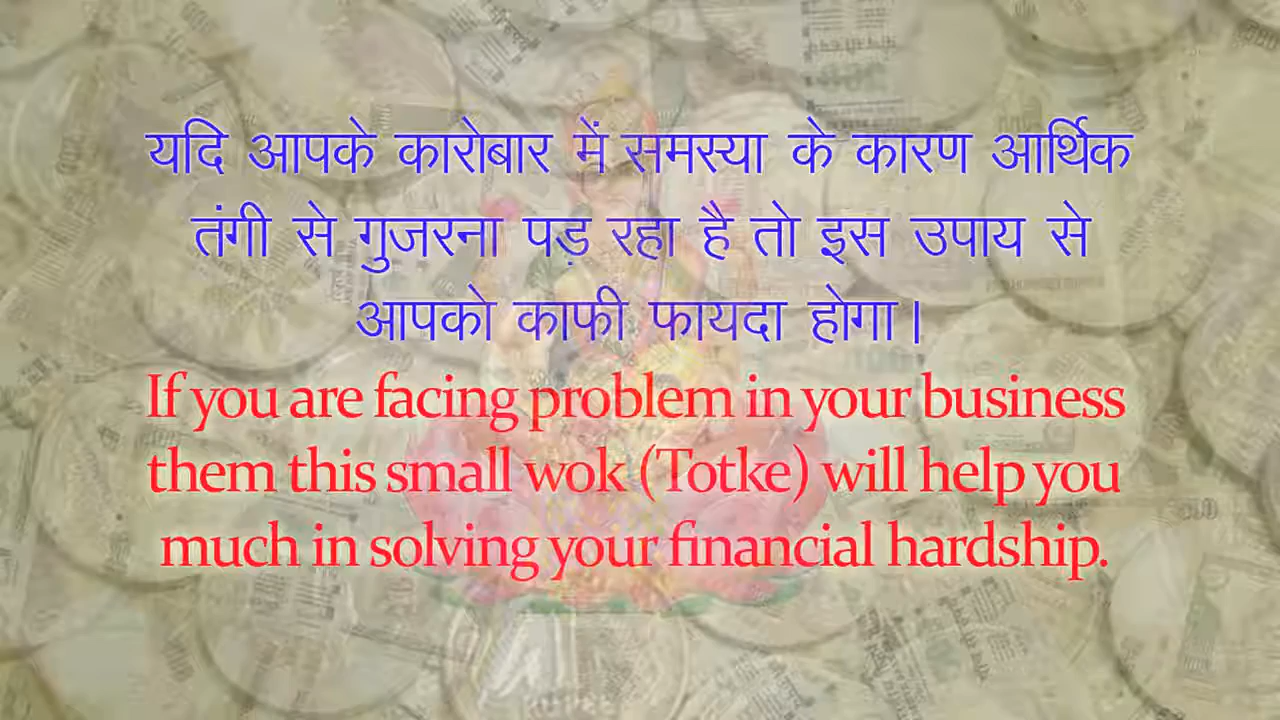 यदि आपके कारोबार में समस्या के कारण आर्थिक
तंगी से गुजरना पड़ रहा है तो इस उपाय से
आपको काफी फायदा होगा।
If you are facing problem in your business
them this small wok (Totke) will help you
much in solving your financial hardship.